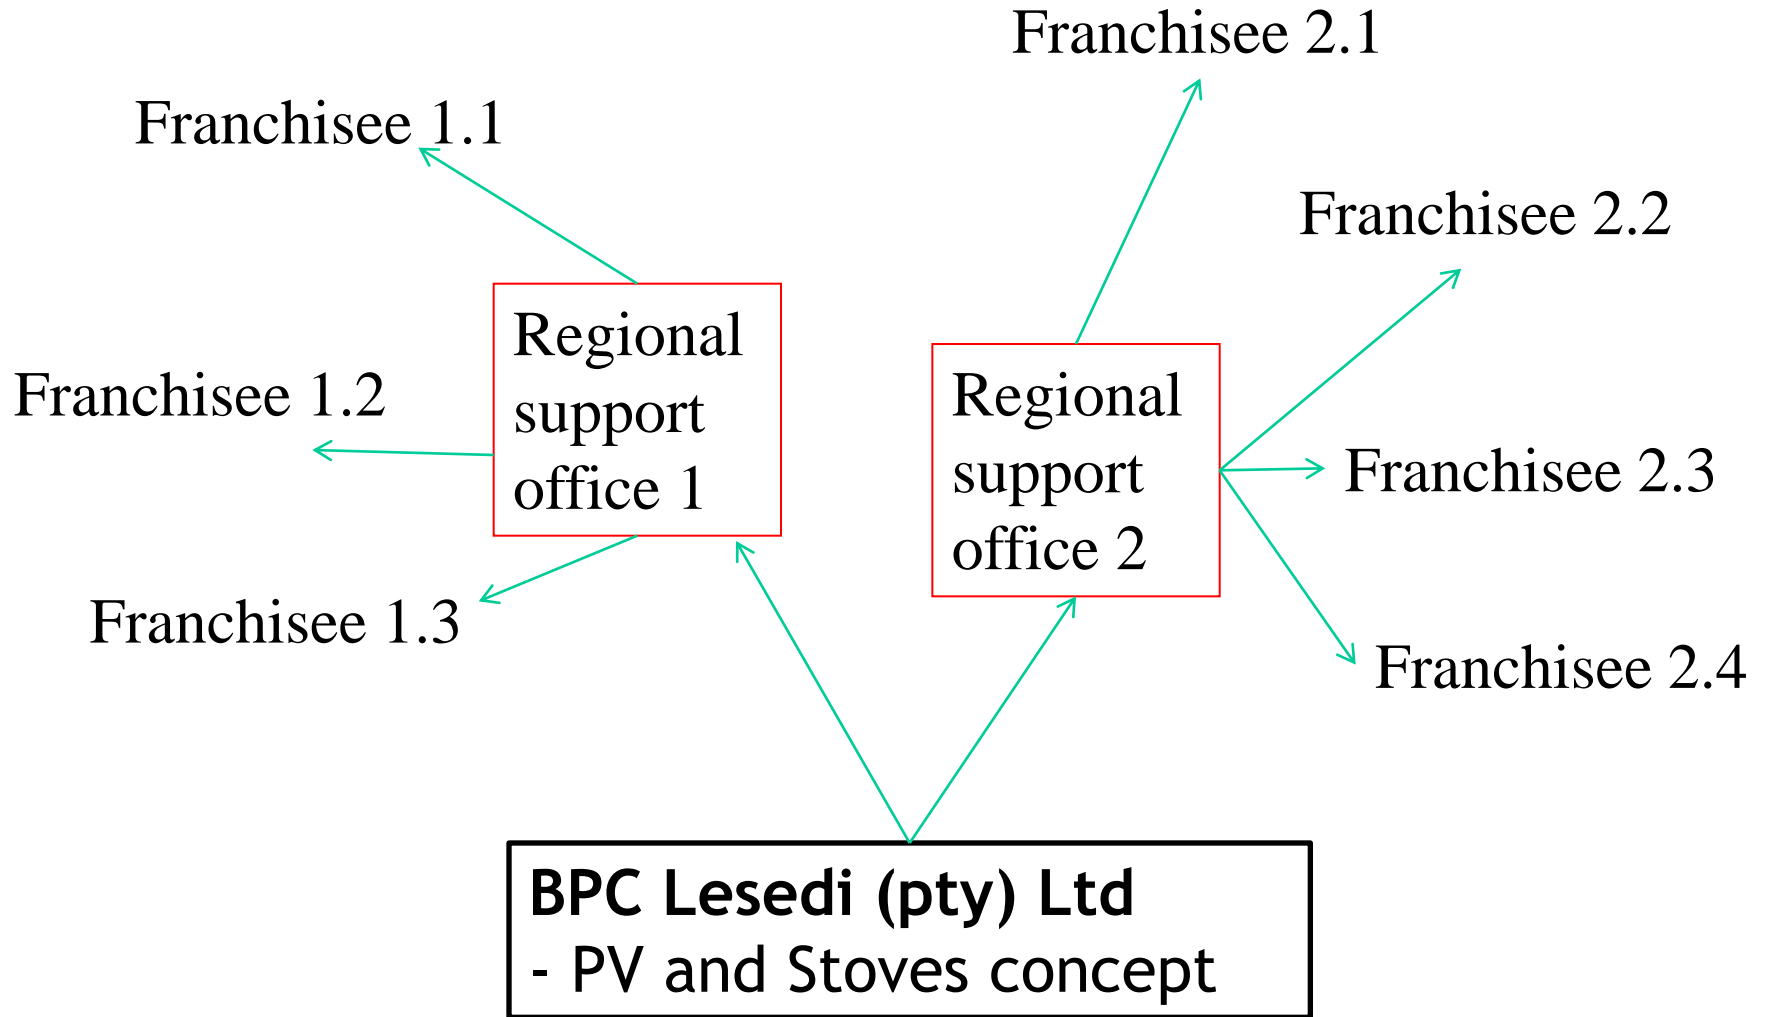 Franchisee 2.1
Franchisee 1.1
Franchisee 2.2
Regional
support
office 1
Franchisee 1.2
Regional
support
office 2
Franchisee 2.3
Franchisee 1.3
Franchisee 2.4
BPC Lesedi (pty) Ltd
- PV and Stoves concept